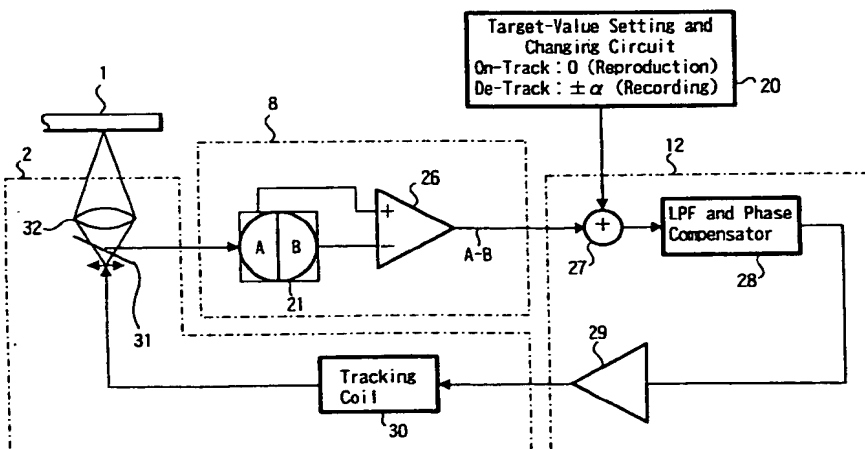 Target-Value Setting and
Changing Circuit
On-Track : 0 (Reproduction)
De-Track : ±α (Recording)
20
1
8
2
12
26
32
+
−
A
B
A-B
+
27
LPF and Phase
Compensator
28
21
31
29
Tracking
Coil
30